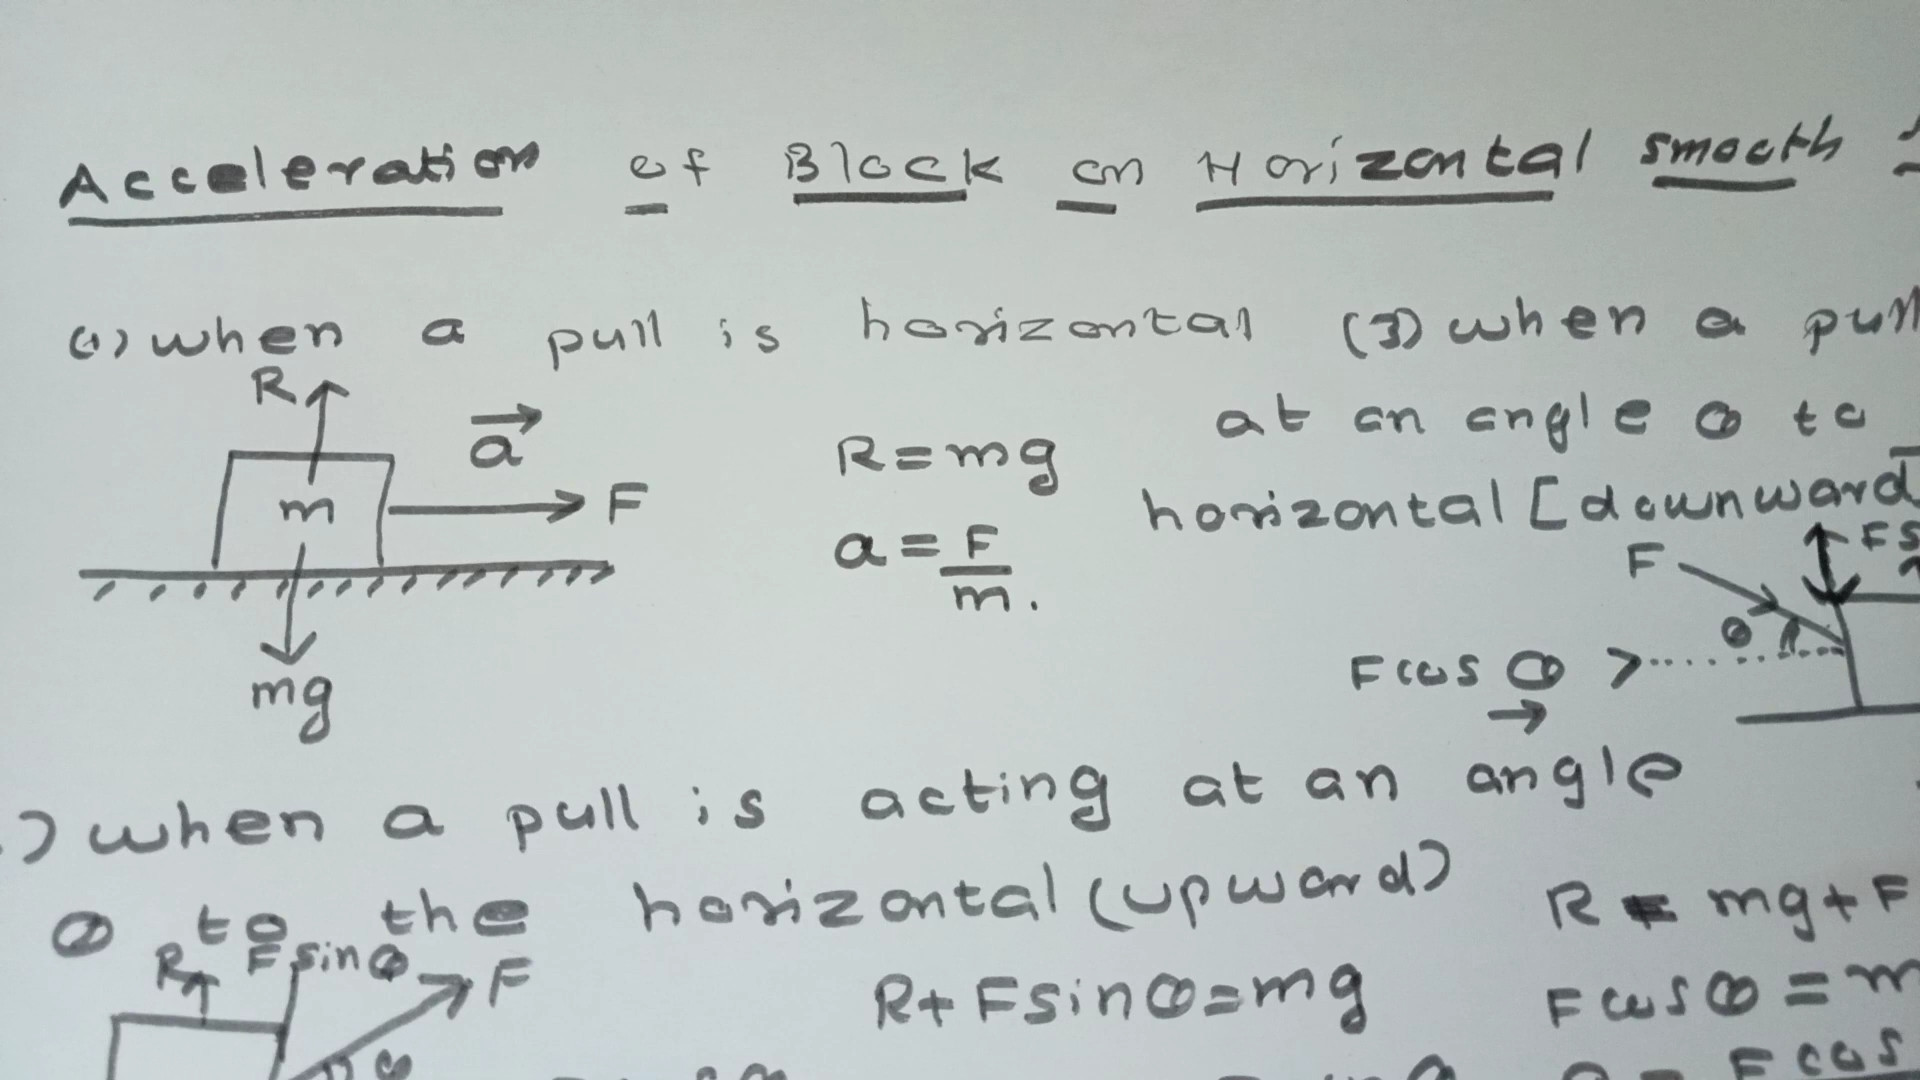 Acceleration of Block on Horizontal smooth
(1) when a pull is horizontal
R
a
m
F
mg
R = mg
a = F
m.
(3) when a pull
at an angle θ to
horizontal [downward
F
θ
Fcosθ
when a pull is acting at an angle
θ to the horizontal (upward)
R
Fsinθ
F
θ
R+Fsinθ=mg
R = mg+F
Fcosθ = m
Fcos